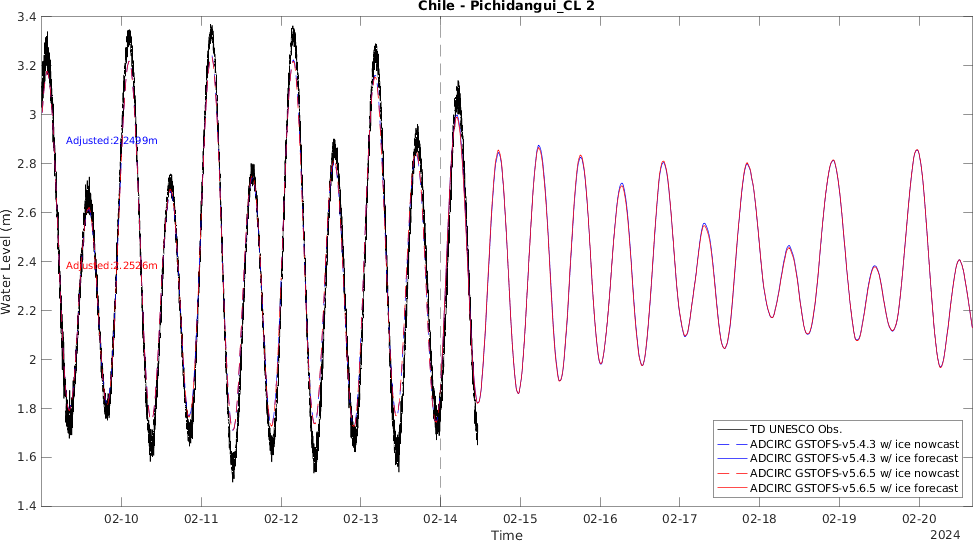 Chile - Pichidangui_CL 2
3.4
3.2
3
2.8
2.6
2.4
2.2
2
1.8
1.6
1.4
Water Level (m)
Adjusted:2.2499m
Adjusted:2.2526m
TD UNESCO Obs.
ADCIRC GSTOFS-v5.4.3 w/ ice nowcast
ADCIRC GSTOFS-v5.4.3 w/ ice forecast
ADCIRC GSTOFS-v5.6.5 w/ ice nowcast
ADCIRC GSTOFS-v5.6.5 w/ ice forecast
02-10 02-11 02-12 02-13 02-14 02-15 02-16 02-17 02-18 02-19 02-20
Time
2024